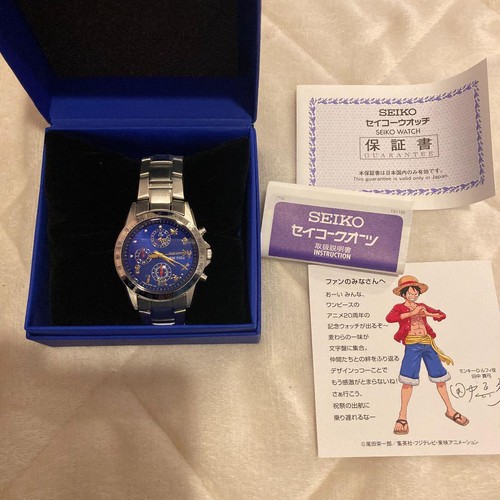 SEIKO
セイコーウオッチ
SEIKO WATCH
保証書
GUARANTEE
本保証書は日本国内のみ有効です。
This guarantee is valid only in Japan.
SEIKO
セイコークオーツ
取扱説明書
INSTRUCTION
ファンのみなさんへ
おーい みんな、
ワンピースの
アニメ20周年の
記念ウォッチが出るぞ〜
麦わらの一味が
文字盤に集合。
仲間たちとの絆をふり返る
デザインっつーことで
もう感激がとまらないね!
さぁ行こう。
祝祭の出航に
乗り遅れるなー
モンキー・D・ルフィ役
田中 真弓
©尾田栄一郎/集英社・フジテレビ・東映アニメーション